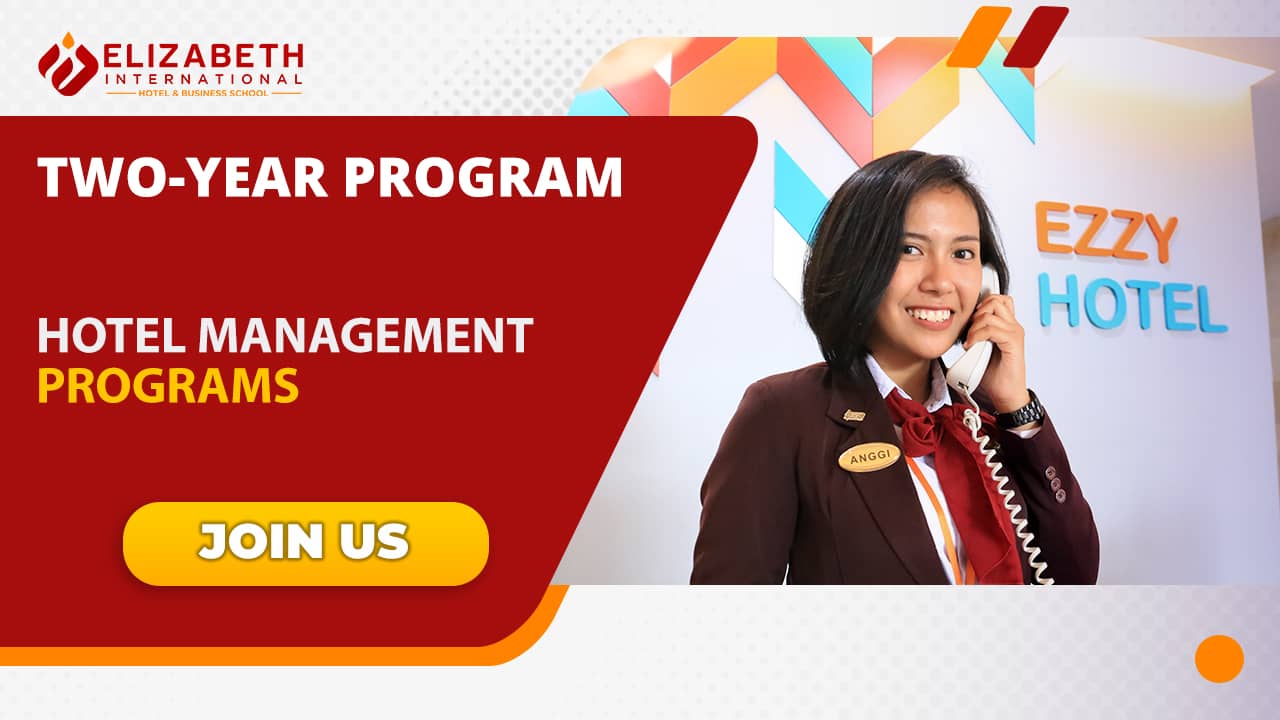 ELIZABETH
INTERNATIONAL
HOTEL & BUSINESS SCHOOL
TWO-YEAR PROGRAM
HOTEL MANAGEMENT
PROGRAMS
JOIN US
EZZY
HOTEL
ANGGI